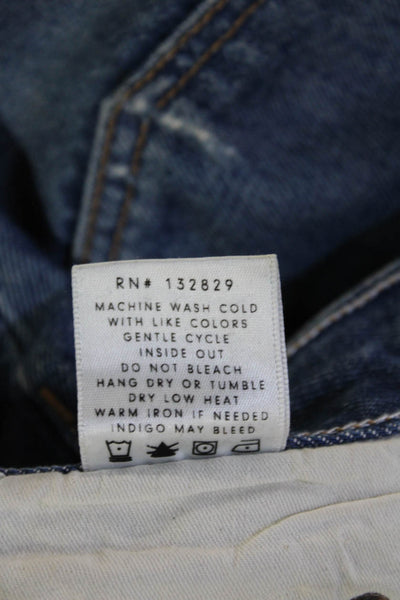 RN# 132829
MACHINE WASH COLD
WITH LIKE COLORS
GENTLE CYCLE
INSIDE OUT
DO NOT BLEACH
HANG DRY OR TUMBLE
DRY LOW HEAT
WARM IRON IF NEEDED
INDIGO MAY BLEED